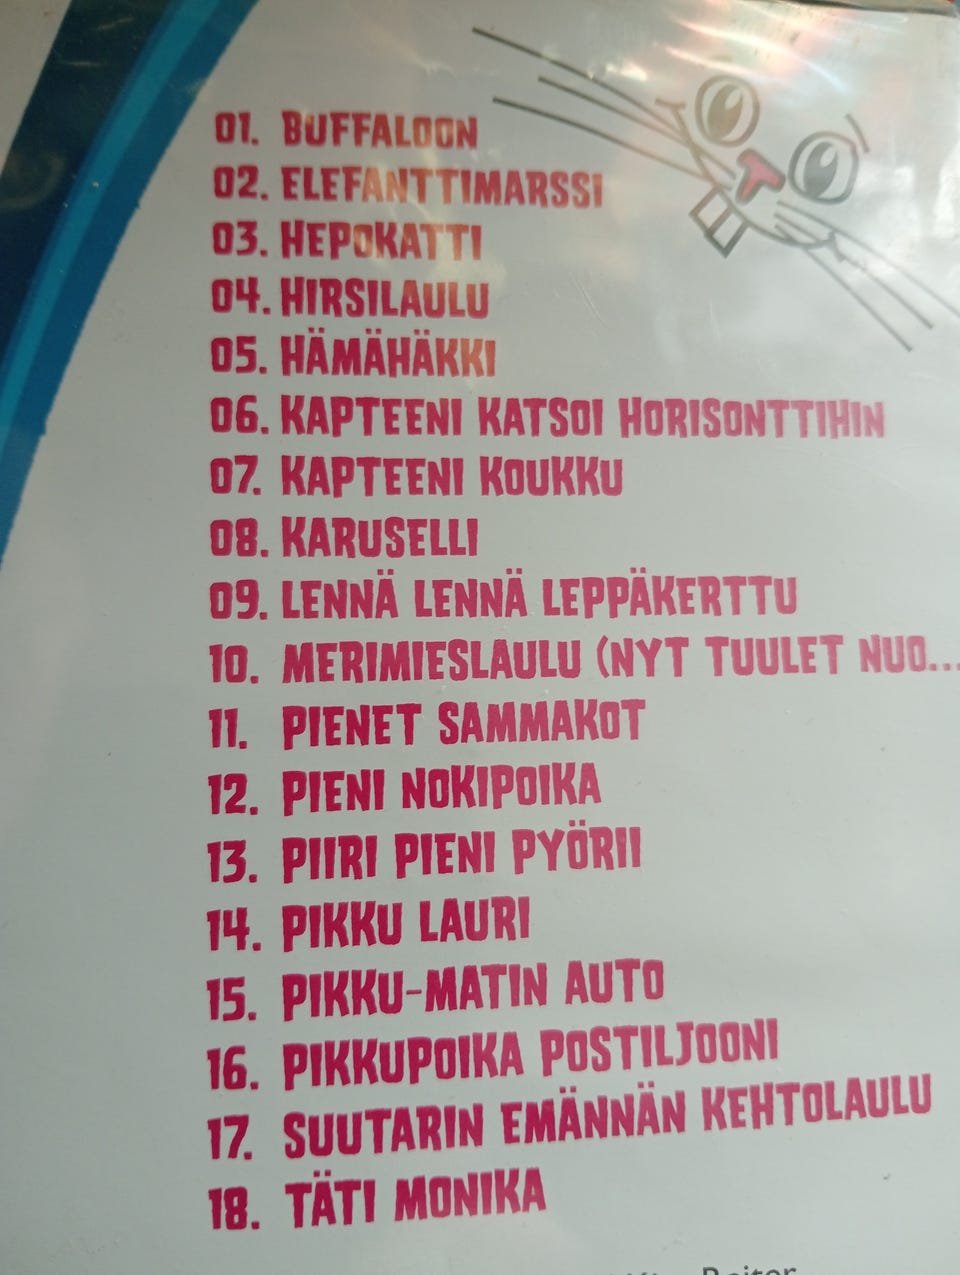 01. BUFFALOON
02. ELEFANTTIMARSSI
03. HEPOKATTI
04. HIRSILAULU
05. HÄMÄHÄKKI
06. KAPTEENI KATSOI HORISONTTIHIN
07. KAPTEENI KOUKKU
08. KARUSELLI
09. LENNÄ LENNÄ LEPPÄKERTTU
10. MERIMIESLAULU (NYT TUULET NUO...
11. PIENET SAMMAKOT
12. PIENI NOKIPOIKA
13. PIIRI PIENI PYÖRII
14. PIKKU LAURI
15. PIKKU-MATIN AUTO
16. PIKKUPOIKA POSTILJOONI
17. SUUTARIN EMÄNNÄN KEHTOLAULU
18. TÄTI MONIKA